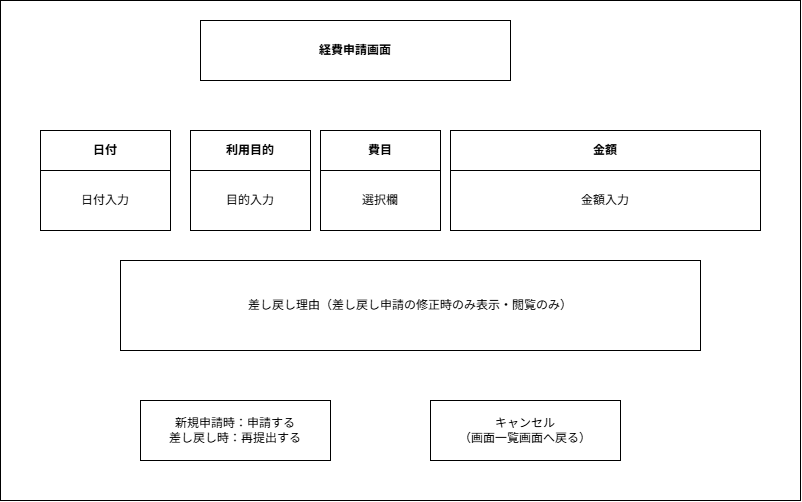 経費申請画面
日付
利用目的
費目
金額
日付入力
目的入力
選択欄
金額入力
差し戻し理由（差し戻し申請の修正時のみ表示・閲覧のみ）
新規申請時：申請する
差し戻し時：再提出する
キャンセル
（画面一覧画面へ戻る）